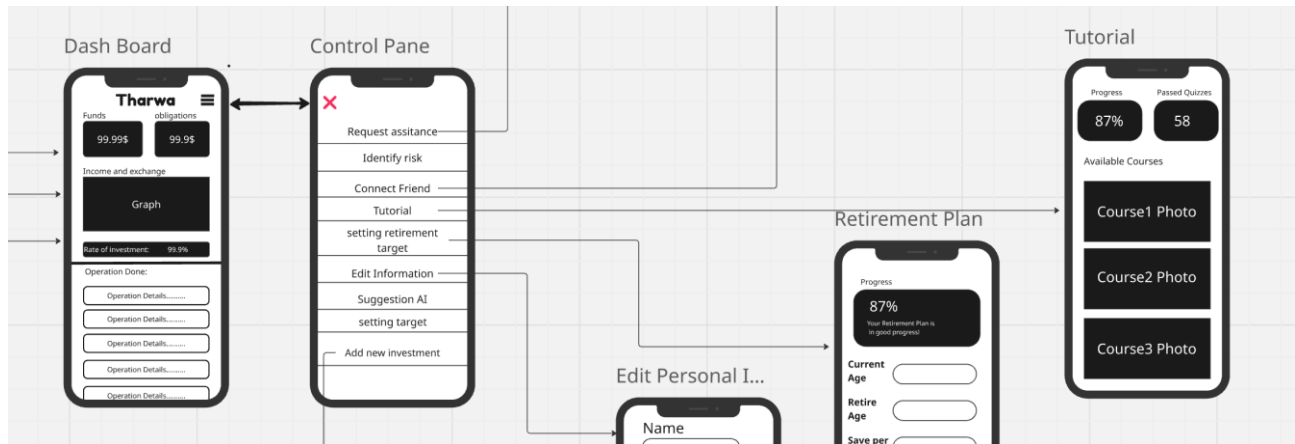 Dash Board
Tharwa
Funds
obligations
99.99$
99.9$
Income and exchange
Graph
Rate of investment: 99.9%
Operation Done:
Operation Details.........
Operation Details.........
Operation Details.........
Operation Details.........
Operation Details.........
Control Pane
Request assitance
Identify risk
Connect Friend
Tutorial
setting retirement
target
Edit Information
Suggestion AI
setting target
Add new investment
Edit Personal I...
Name
Retirement Plan
Progress
87%
Your Retirement Plan is
in good progress!
Current
Age
Retire
Age
Save per
Tutorial
Progress
Passed Quizzes
87%
58
Available Courses
Course1 Photo
Course2 Photo
Course3 Photo